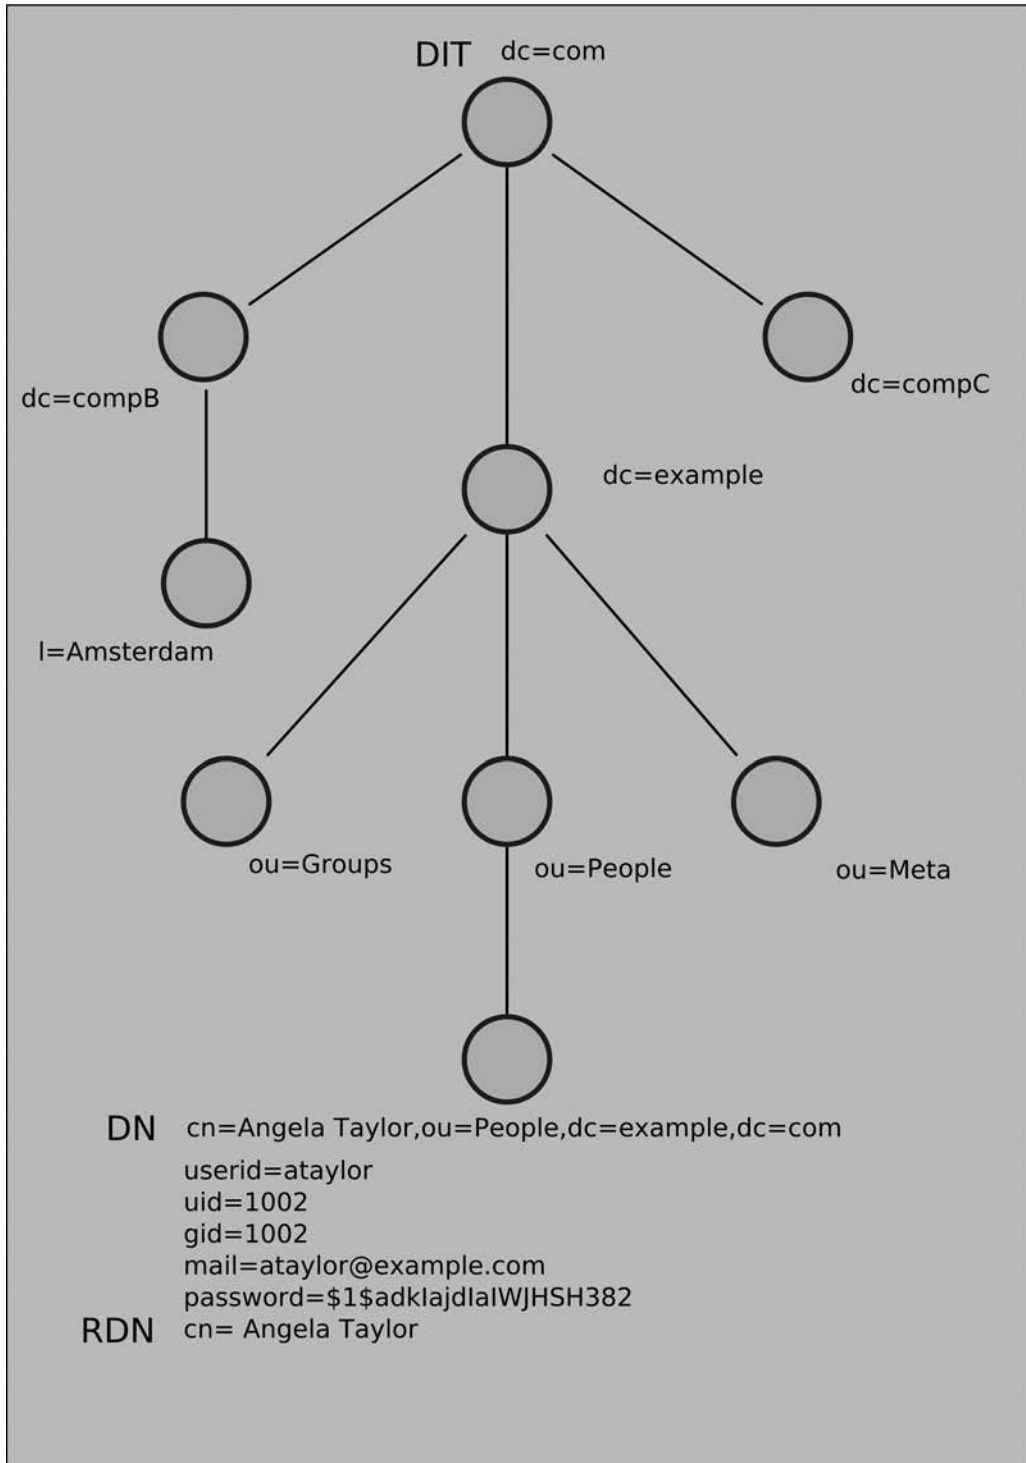 DIT dc=com
dc=compB
dc=compC
dc=example
l=Amsterdam
ou=Groups
ou=People
ou=Meta
DN cn=Angela Taylor,ou=People,dc=example,dc=com
userid=ataylor
uid=1002
gid=1002
mail=ataylor@example.com
password=$1$adklajdlaIWJHSH382
RDN cn= Angela Taylor